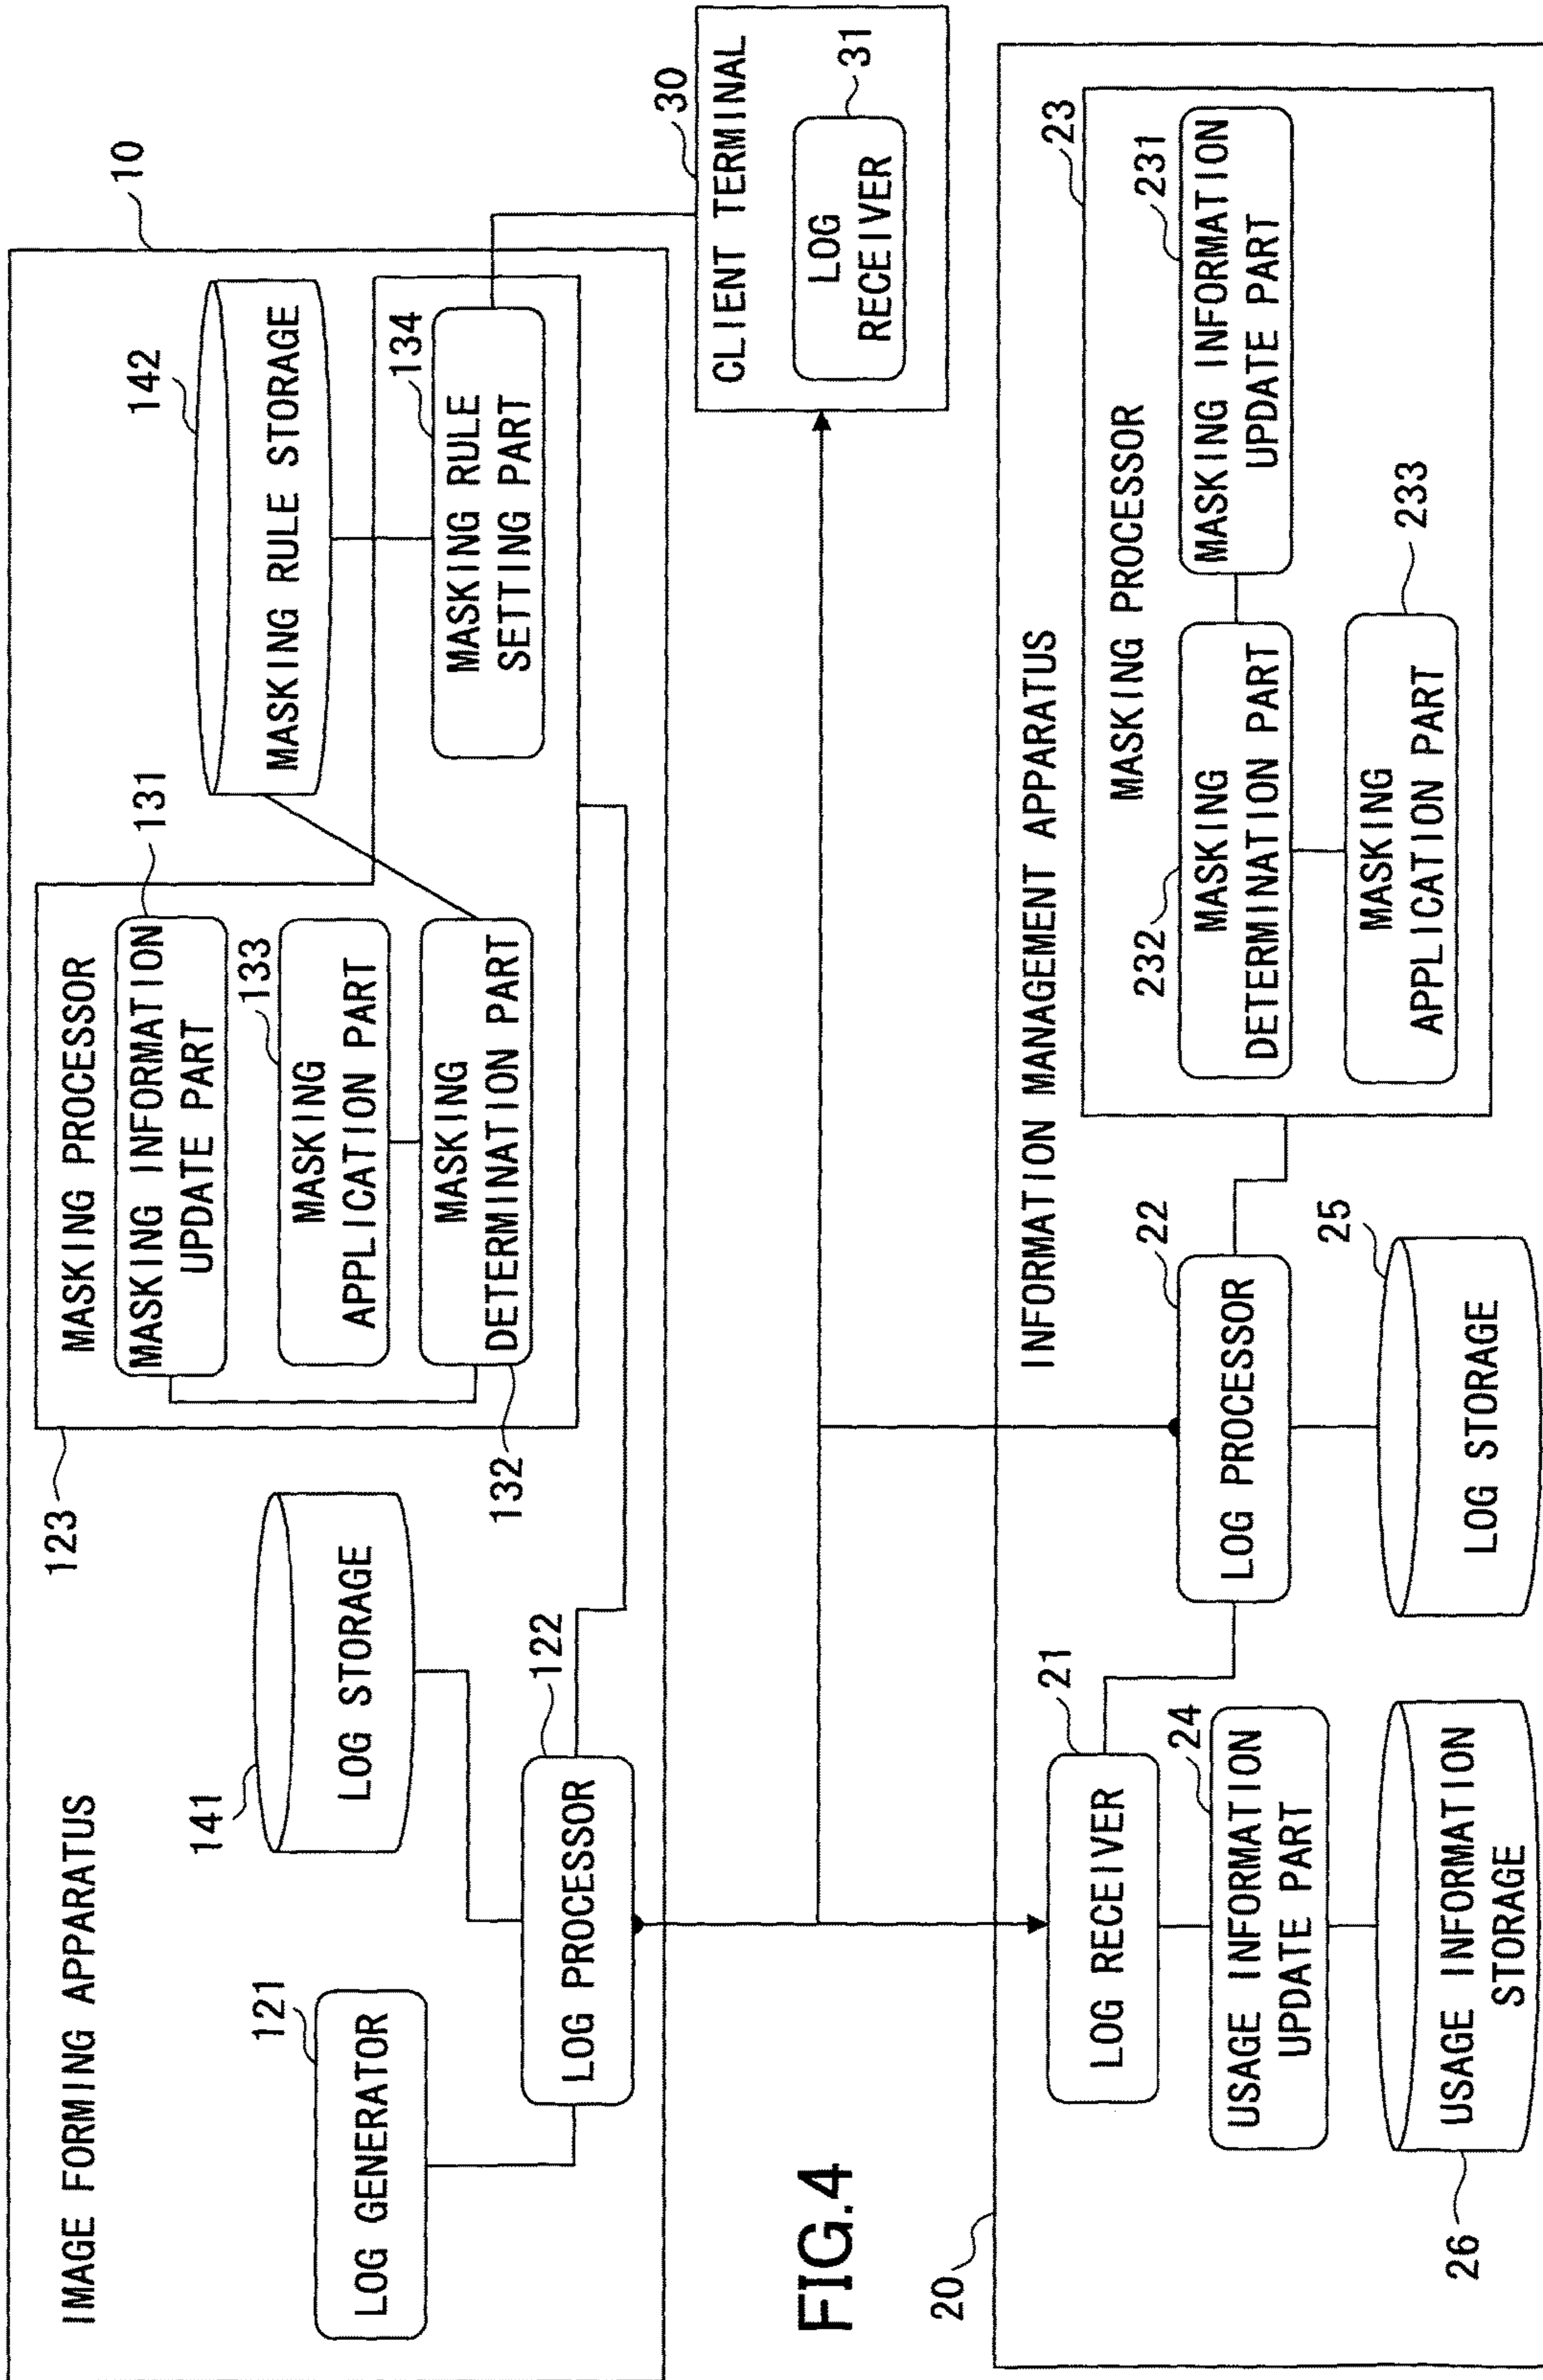 FIG.4
IMAGE FORMING APPARATUS
10
LOG GENERATOR
121
LOG PROCESSOR
122
141
LOG STORAGE
123
MASKING PROCESSOR
MASKING INFORMATION
UPDATE PART
131
133
MASKING
APPLICATION PART
MASKING
DETERMINATION PART
132
142
MASKING RULE STORAGE
134
MASKING RULE
SETTING PART
30
CLIENT TERMINAL
31
LOG
RECEIVER
20
INFORMATION MANAGEMENT APPARATUS
21
LOG RECEIVER
24
USAGE INFORMATION
UPDATE PART
26
USAGE INFORMATION
STORAGE
22
LOG PROCESSOR
25
LOG STORAGE
23
MASKING PROCESSOR
232
MASKING
DETERMINATION PART
231
MASKING INFORMATION
UPDATE PART
233
MASKING
APPLICATION PART